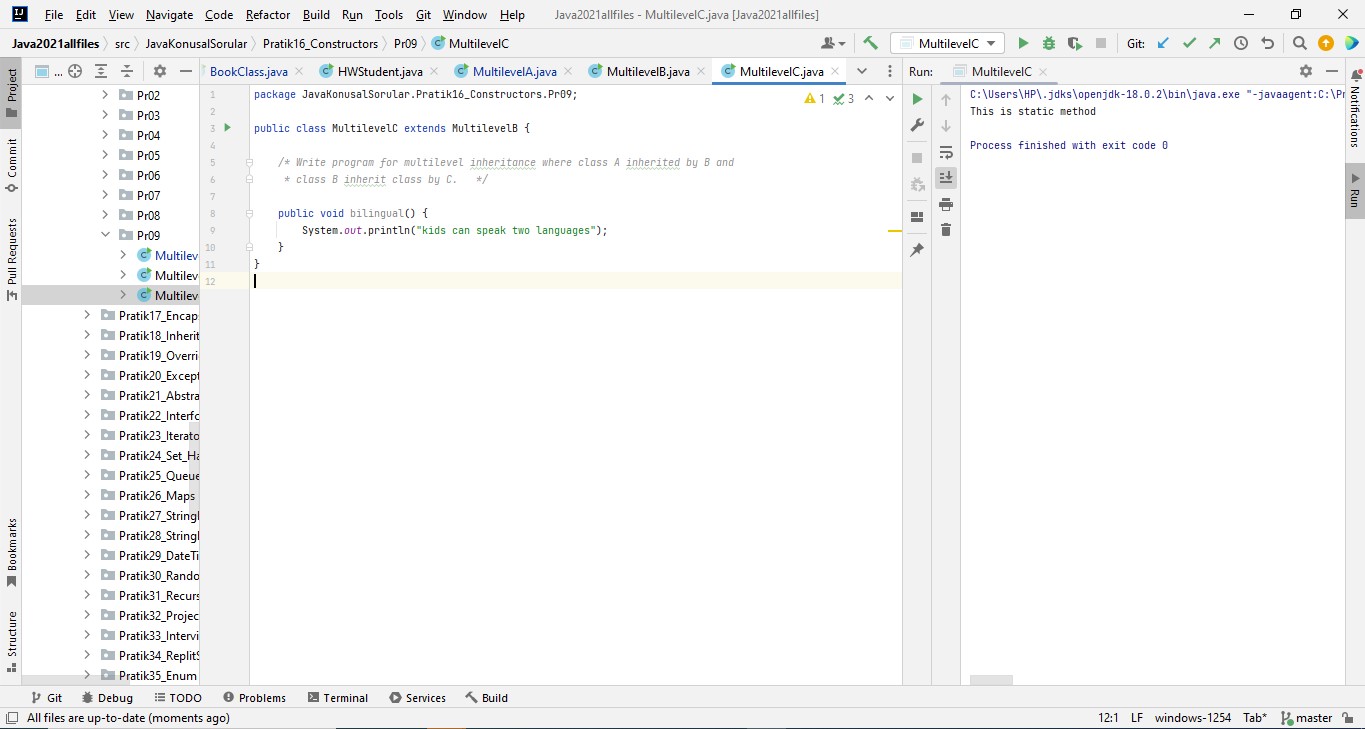 File Edit View Navigate Code Refactor Build Run Tools Git Window Help Java2021allfiles - MultilevelC.java [Java2021allfiles]
Java2021allfiles src JavaKonusalSorular Pratik16_Constructors Pr09 MultilevelC MultilevelC Git:
Project
Commit
Pull Requests
Bookmarks
Structure
...
Pr02
Pr03
Pr04
Pr05
Pr06
Pr07
Pr08
Pr09
Multilev
Multilev
Multilev
Pratik17_Encap
Pratik18_Inherit
Pratik19_Overri
Pratik20_Except
Pratik21_Abstra
Pratik22_Interfc
Pratik23_Iterato
Pratik24_Set_Ha
Pratik25_Queue
Pratik26_Maps
Pratik27_Stringl
Pratik28_Stringl
Pratik29_DateTi
Pratik30_Rando
Pratik31_Recurs
Pratik32_Projec
Pratik33_Intervi
Pratik34_ReplitS
Pratik35_Enum
BookClass.java HWStudent.java MultilevelA.java MultilevelB.java MultilevelC.java
1 package JavaKonusalSorular.Pratik16_Constructors.Pr09; 1 3
2
3 public class MultilevelC extends MultilevelB {
4
5 /* Write program for multilevel inheritance where class A inherited by B and
6 * class B inherit class by C. */
7
8 public void bilingual() {
9 System.out.println("kids can speak two languages");
10 }
11 }
12
Run: MultilevelC
C:\Users\HP\.jdks\openjdk-18.0.2\bin\java.exe "-javaagent:C:\Pr
This is static method
Process finished with exit code 0
Notifications
Run
Git Debug TODO Problems Terminal Services Build
All files are up-to-date (moments ago) 12:1 LF windows-1254 Tab* master